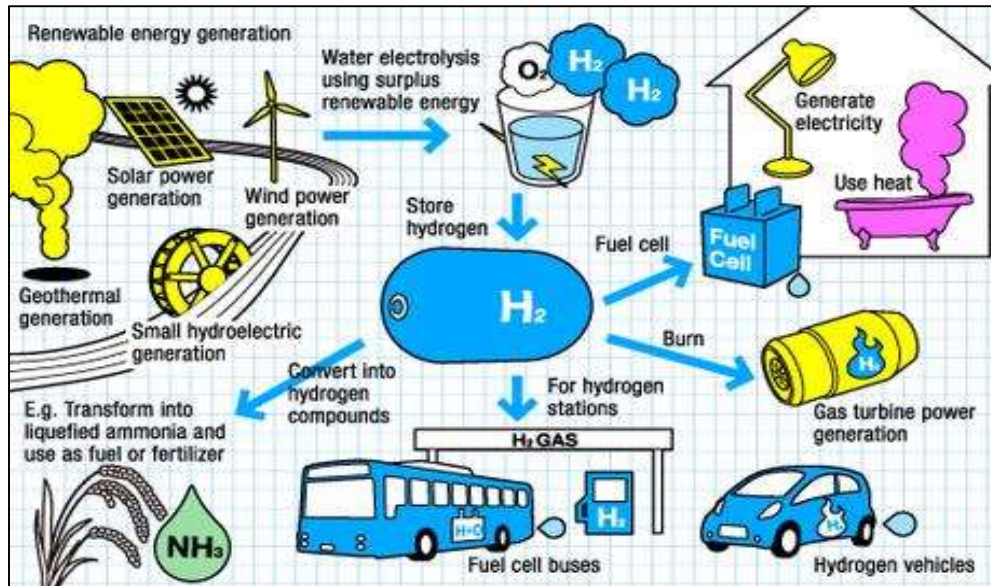 Renewable energy generation
Water electrolysis
using surplus
renewable energy
O₂
H₂
H₂
Generate
electricity
Solar power
generation
Wind power
generation
Use heat
Store
hydrogen
Fuel cell
Fuel
Cell
Geothermal
generation
Small hydroelectric
generation
H₂
Burn
H₂
Convert into
hydrogen
compounds
For hydrogen
stations
Gas turbine power
generation
E.g. Transform into
liquefied ammonia and
use as fuel or fertilizer
H₂ GAS
H₂
NH₃
Fuel cell buses
H₂
Hydrogen vehicles